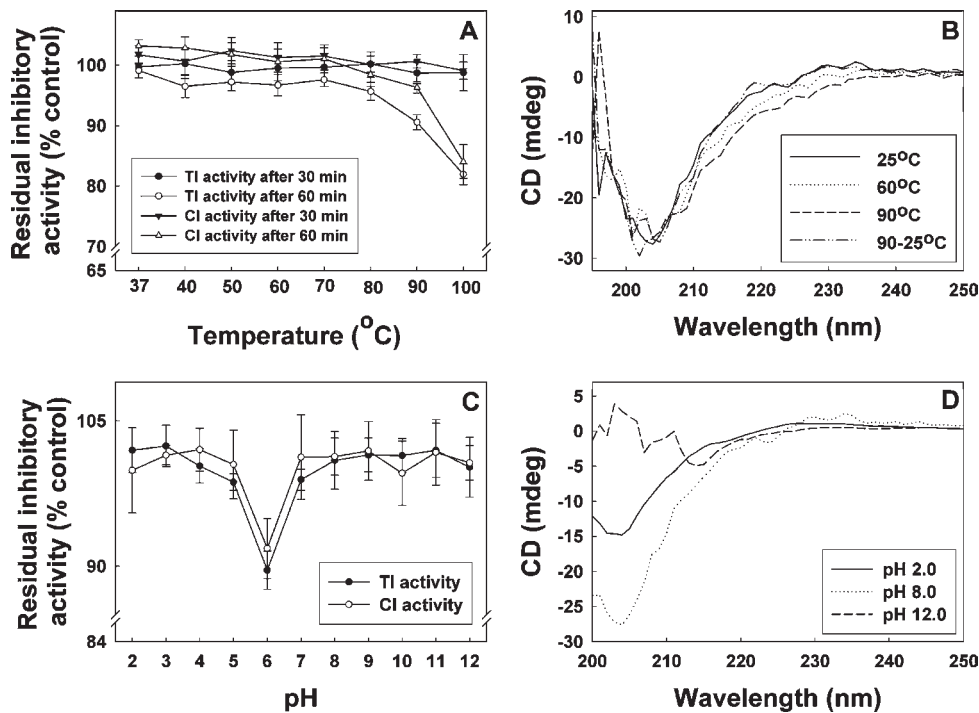 A
Residual inhibitory
activity (% control)
100
90
80
70
65
TI activity after 30 min
TI activity after 60 min
CI activity after 30 min
CI activity after 60 min
37 40 50 60 70 80 90 100
Temperature (°C)
B
CD (mdeg)
10
0
-10
-20
-30
25°C
60°C
90°C
90-25°C
200 210 220 230 240 250
Wavelength (nm)
C
Residual inhibitory
activity (% control)
105
90
84
TI activity
CI activity
2 3 4 5 6 7 8 9 10 11 12
pH
D
CD (mdeg)
5
0
-5
-10
-15
-20
-25
-30
pH 2.0
pH 8.0
pH 12.0
200 210 220 230 240 250
Wavelength (nm)